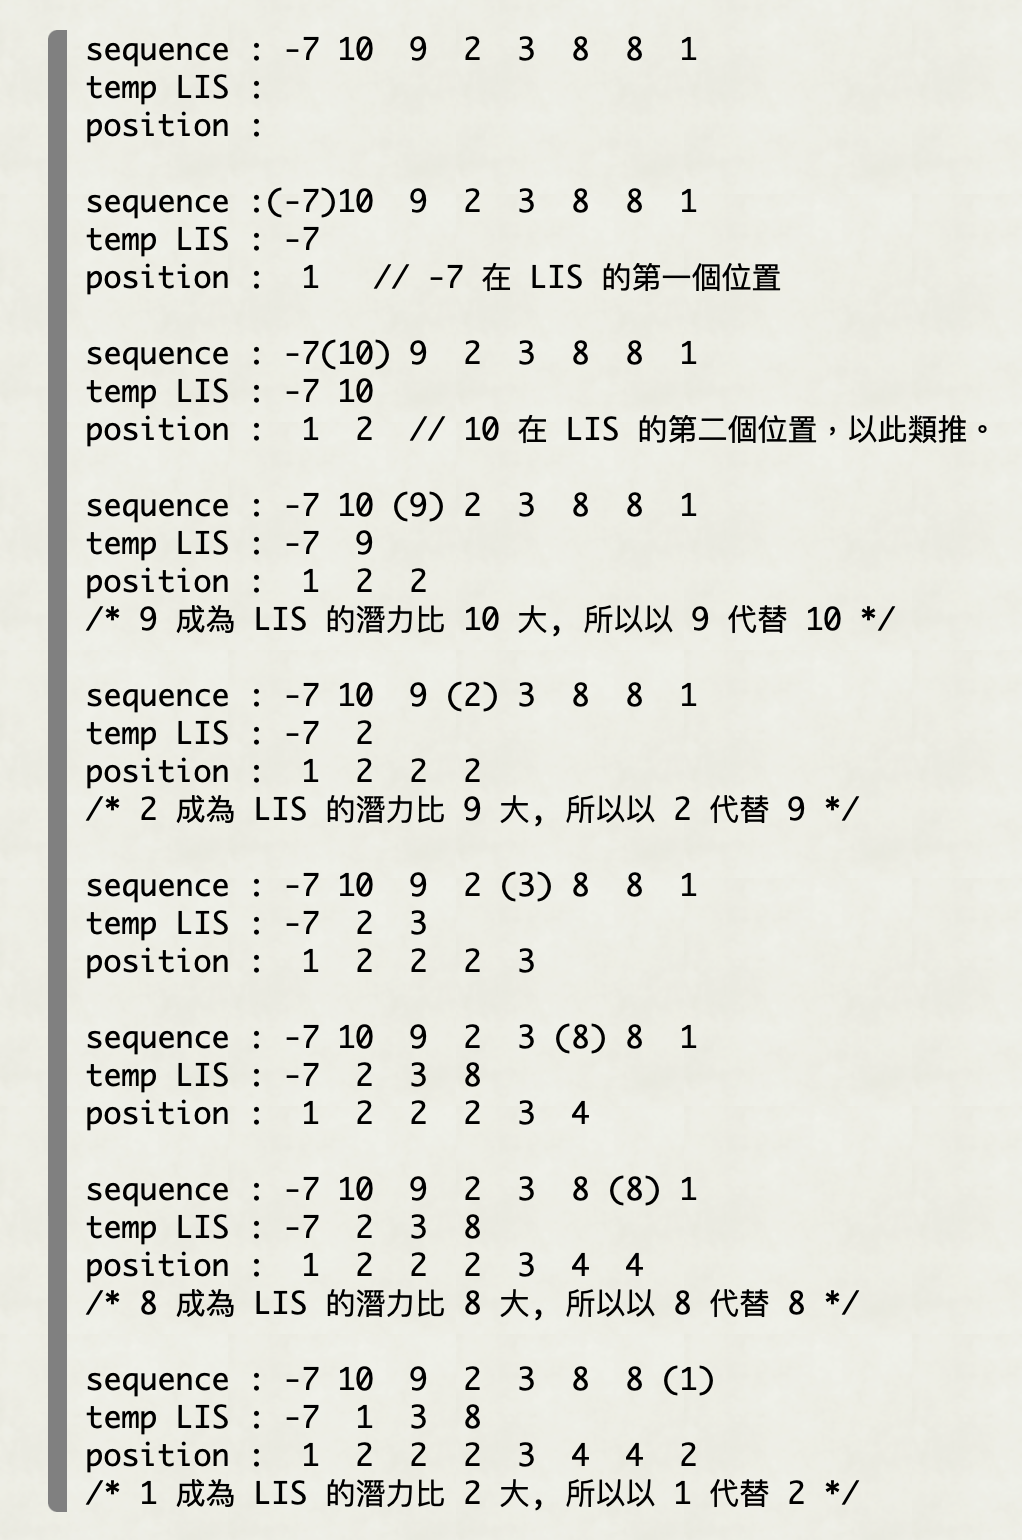 sequence : -7 10  9  2  3  8  8  1
temp LIS :
position :

sequence :(-7)10  9  2  3  8  8  1
temp LIS : -7
position :  1   // -7 在 LIS 的第一個位置

sequence : -7(10) 9  2  3  8  8  1
temp LIS : -7 10
position :  1  2  // 10 在 LIS 的第二個位置，以此類推。

sequence : -7 10 (9) 2  3  8  8  1
temp LIS : -7  9
position :  1  2  2
/* 9 成為 LIS 的潛力比 10 大, 所以以 9 代替 10 */

sequence : -7 10  9 (2) 3  8  8  1
temp LIS : -7  2
position :  1  2  2  2
/* 2 成為 LIS 的潛力比 9 大, 所以以 2 代替 9 */

sequence : -7 10  9  2 (3) 8  8  1
temp LIS : -7  2  3
position :  1  2  2  2  3

sequence : -7 10  9  2  3 (8) 8  1
temp LIS : -7  2  3  8
position :  1  2  2  2  3  4

sequence : -7 10  9  2  3  8 (8) 1
temp LIS : -7  2  3  8
position :  1  2  2  2  3  4  4
/* 8 成為 LIS 的潛力比 8 大, 所以以 8 代替 8 */

sequence : -7 10  9  2  3  8  8 (1)
temp LIS : -7  1  3  8
position :  1  2  2  2  3  4  4  2
/* 1 成為 LIS 的潛力比 2 大, 所以以 1 代替 2 */